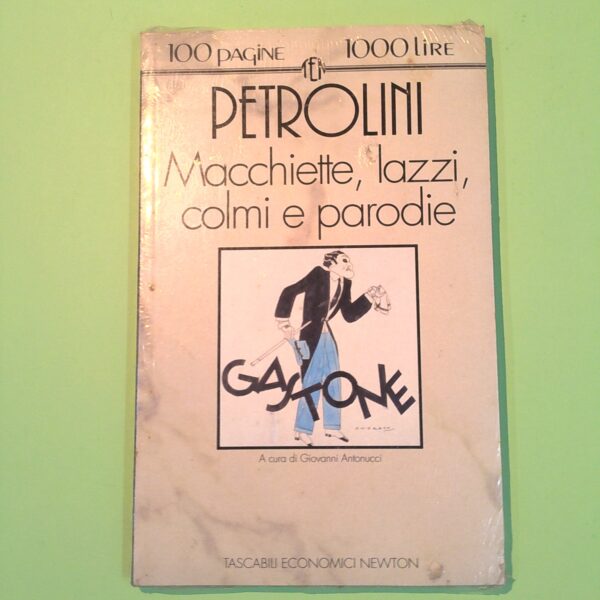 100 PAGINE 1000 LIRE
TEN
PETROLINI
Macchiette, lazzi,
colmi e parodie
GASTONE
A cura di Giovanni Antonucci
TASCABILI ECONOMICI NEWTON